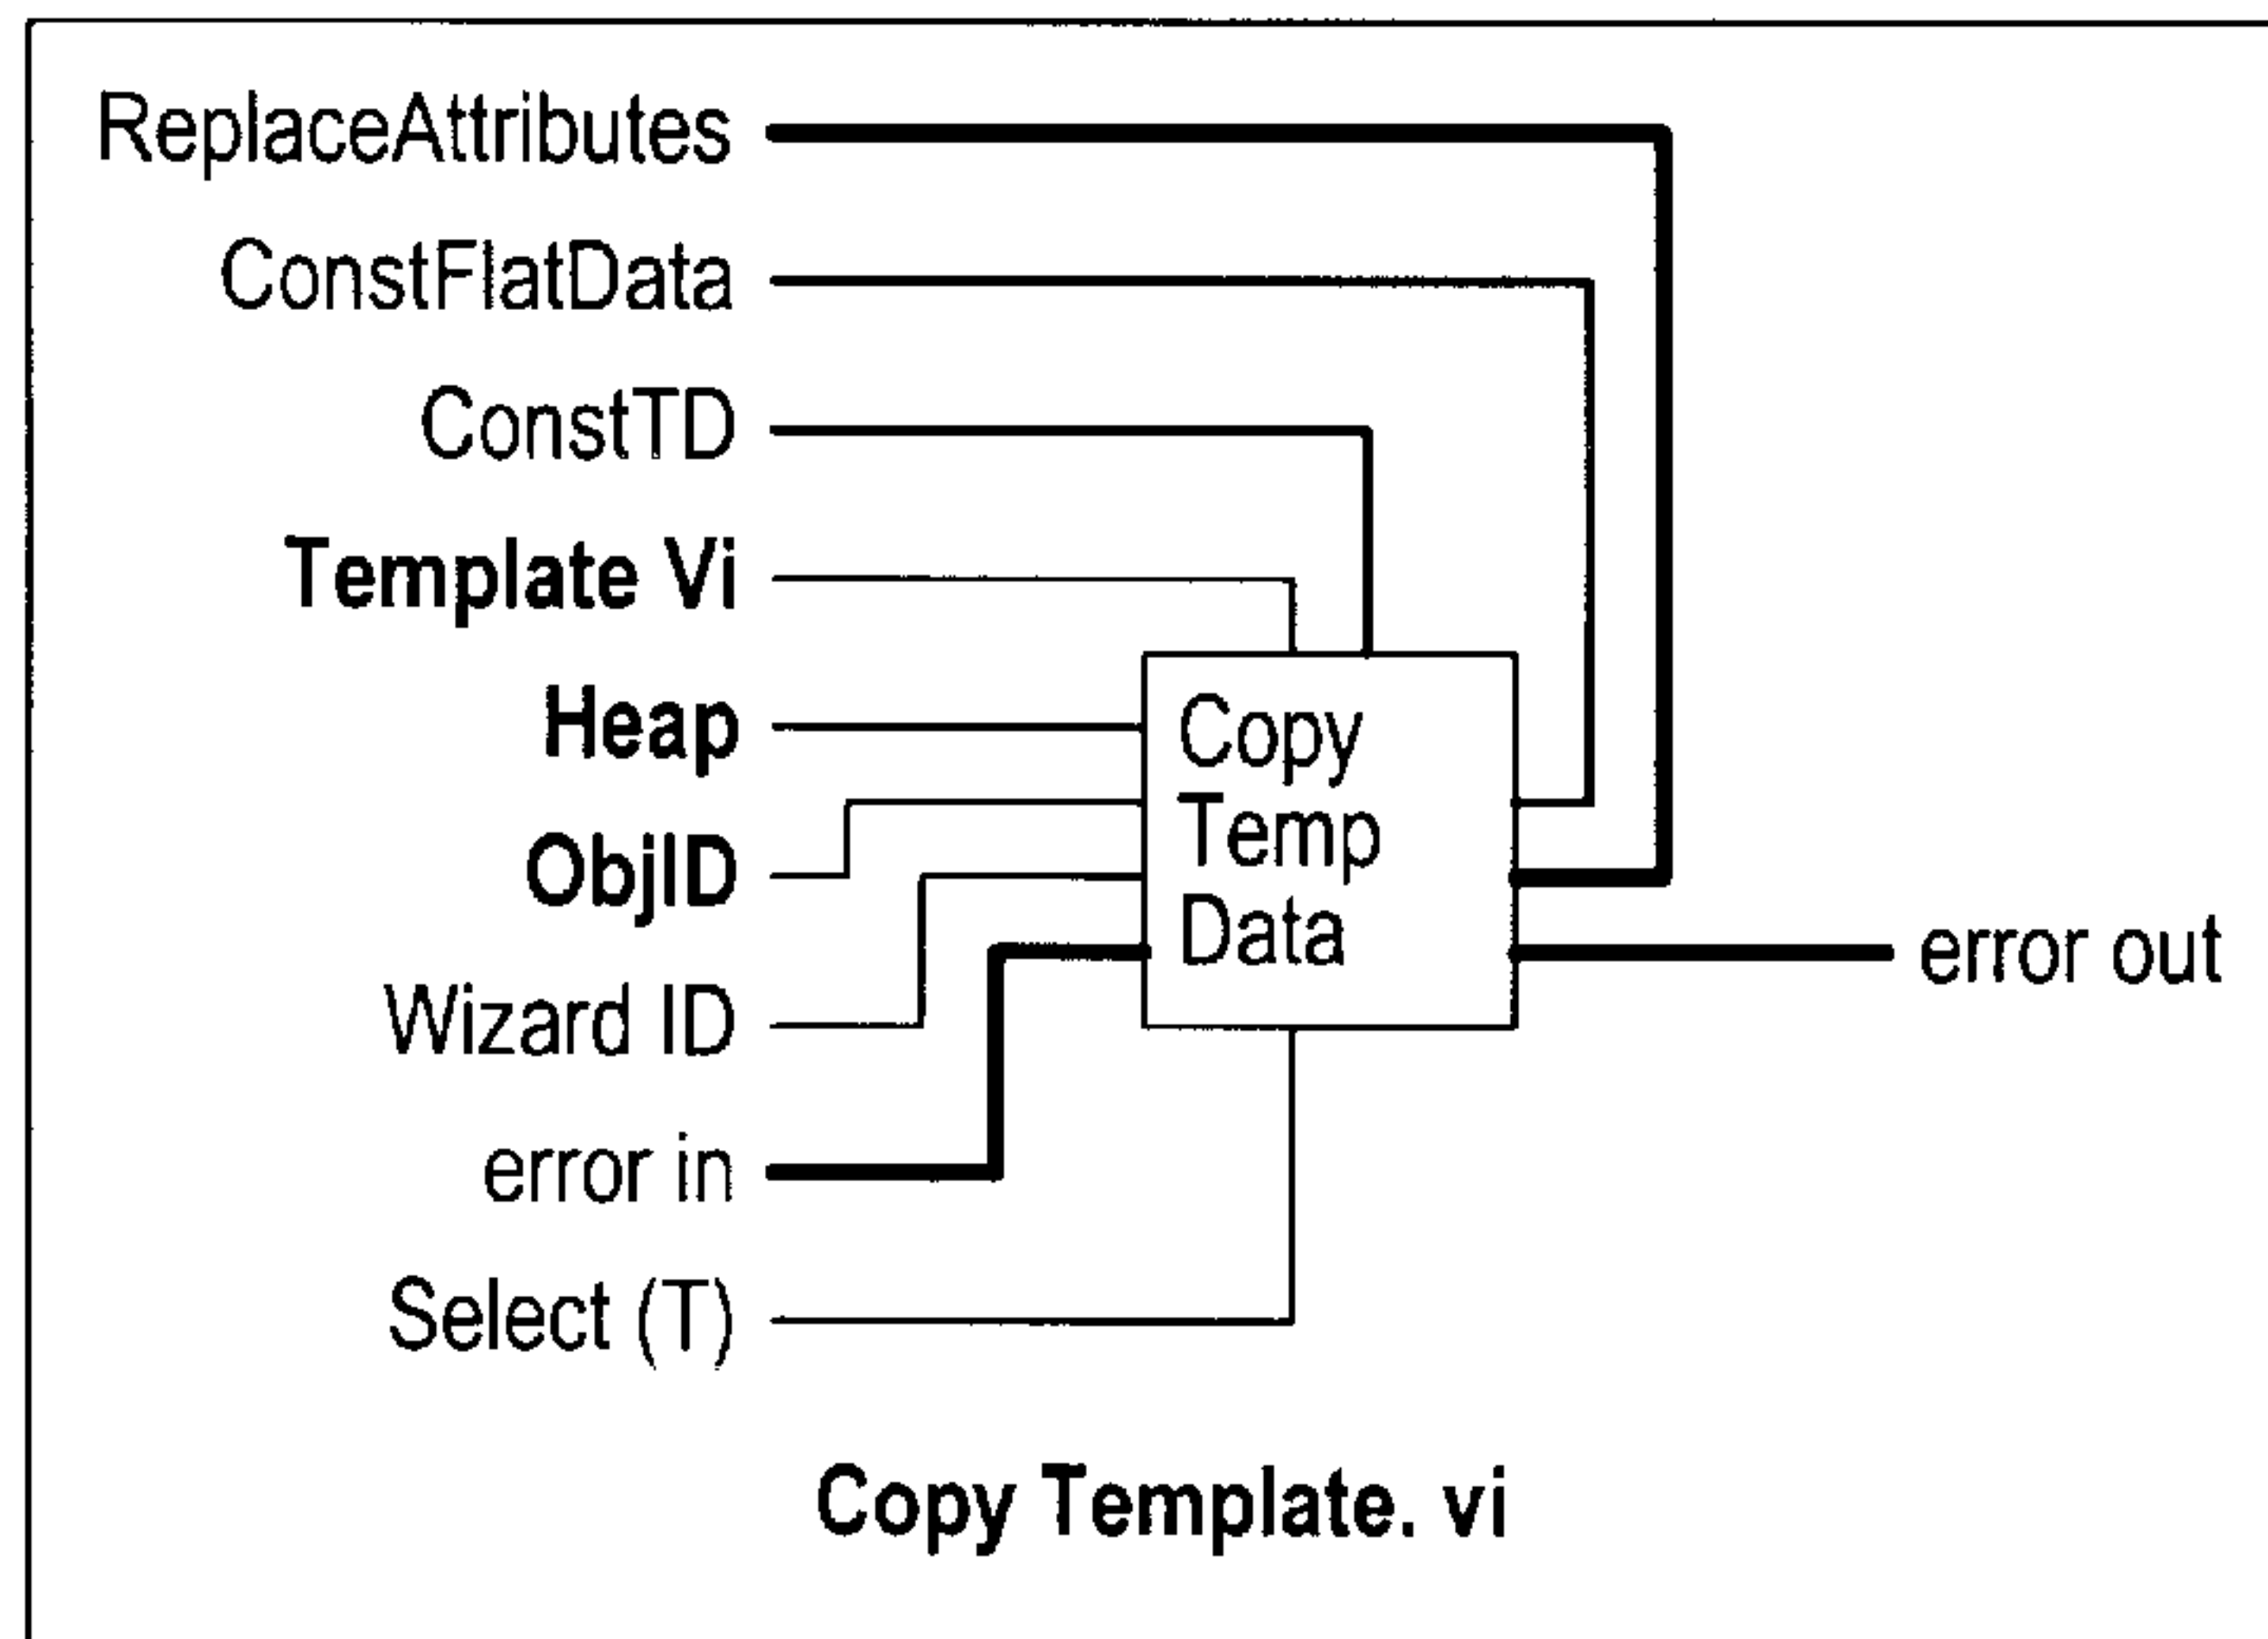 ReplaceAttributes
ConstFlatData
ConstTD
Template Vi
Heap
ObjID
Wizard ID
error in
Select (T)
Copy
Temp
Data
error out
Copy Template. vi